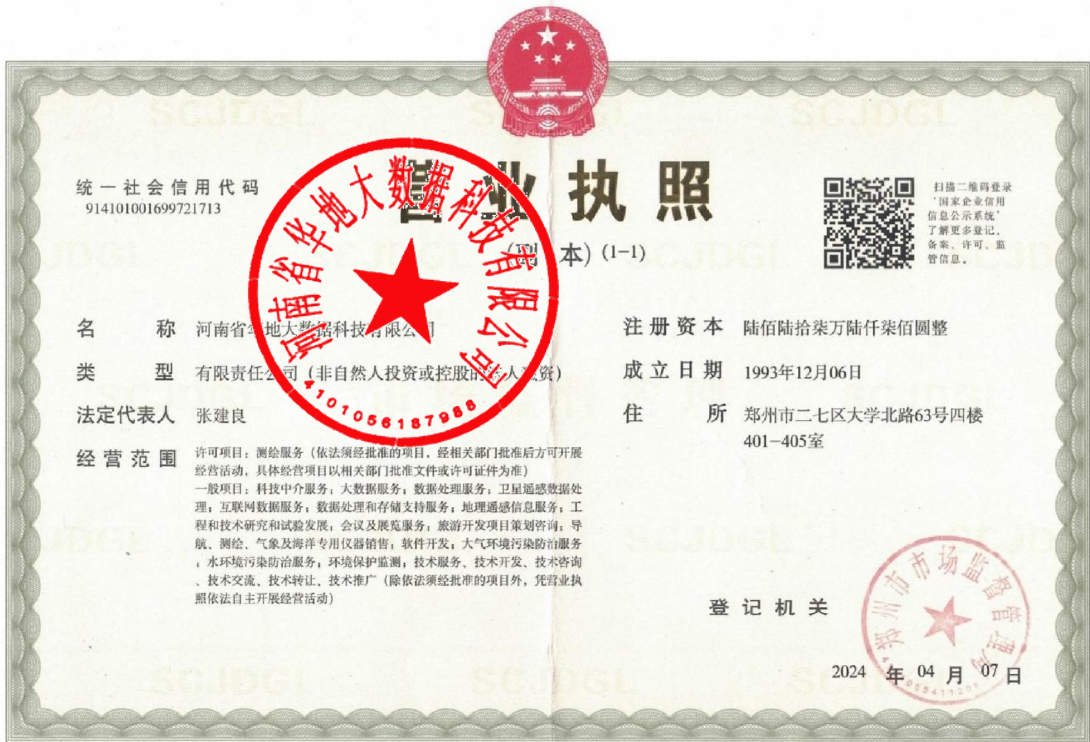 营业执照
(副本) (1-1)
统一社会信用代码
914101001699721713
扫描二维码登录
'国家企业信用
信息公示系统'
了解更多登记、
备案、许可、监
管信息。
名 称 河南省华地大数据科技有限公司
类 型 有限责任公司(非自然人投资或控股的法人独资)
法定代表人 张建良
经营范围 许可项目:测绘服务(依法须经批准的项目,经相关部门批准后方可开展
经营活动,具体经营项目以相关部门批准文件或许可证件为准)
一般项目:科技中介服务;大数据服务;数据处理服务;卫星遥感数据处
理;互联网数据服务;数据处理和存储支持服务;地理遥感信息服务;工
程和技术研究和试验发展;会议及展览服务;旅游开发项目策划咨询;导
航、测绘、气象及海洋专用仪器销售;软件开发;大气环境污染防治服务
;水环境污染防治服务;环境保护监测;技术服务、技术开发、技术咨询
、技术交流、技术转让、技术推广(除依法须经批准的项目外,凭营业执
照依法自主开展经营活动)
注册资本 陆佰陆拾柒万陆仟柒佰圆整
成立日期 1993年12月06日
住 所 郑州市二七区大学北路63号四楼
401-405室
登记机关
2024 年 04 月 07 日
河南省华地大数据科技有限公司
4101056187988
郑州市市场监督管理局
SCJDGL